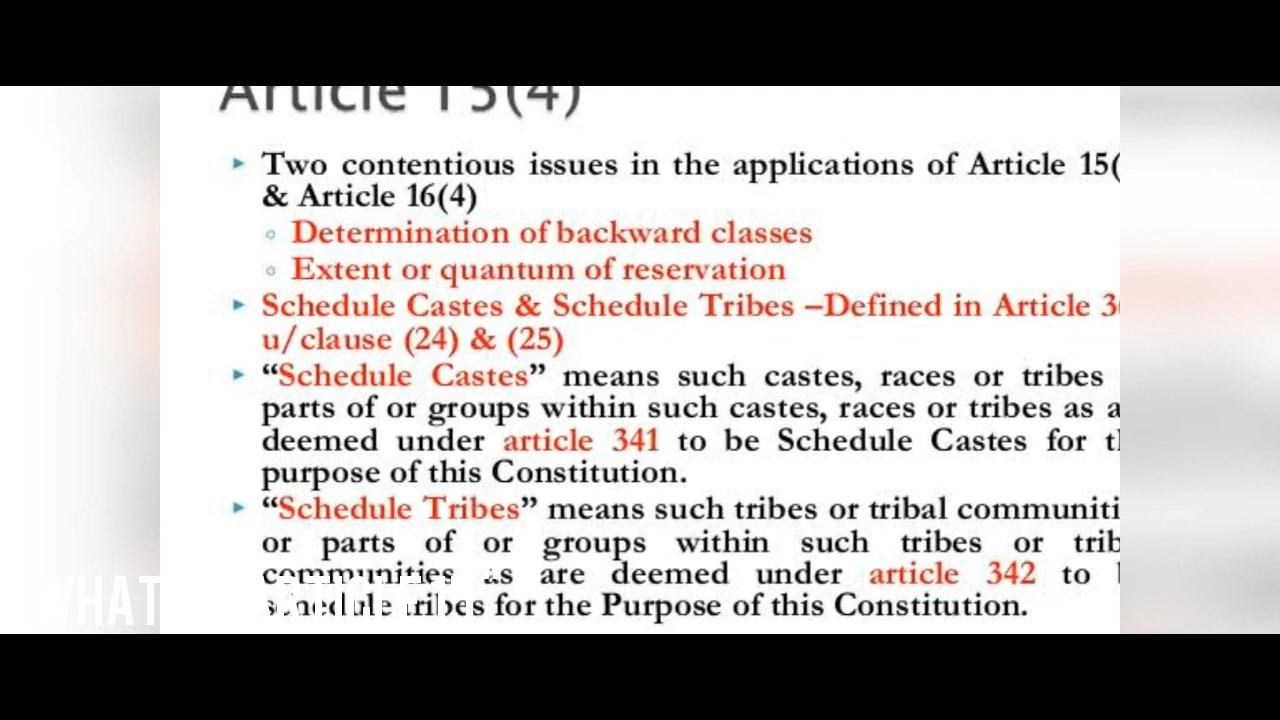 Article 15(4)
Two contentious issues in the applications of Article 15(
& Article 16(4)
Determination of backward classes
Extent or quantum of reservation
Schedule Castes & Schedule Tribes –Defined in Article 3
u/clause (24) & (25)
“Schedule Castes” means such castes, races or tribes
parts of or groups within such castes, races or tribes as a
deemed under article 341 to be Schedule Castes for t
purpose of this Constitution.
“Schedule Tribes” means such tribes or tribal communiti
or parts of or groups within such tribes or trib
communities as are deemed under article 342 to
schedule tribes for the Purpose of this Constitution.
WHAT